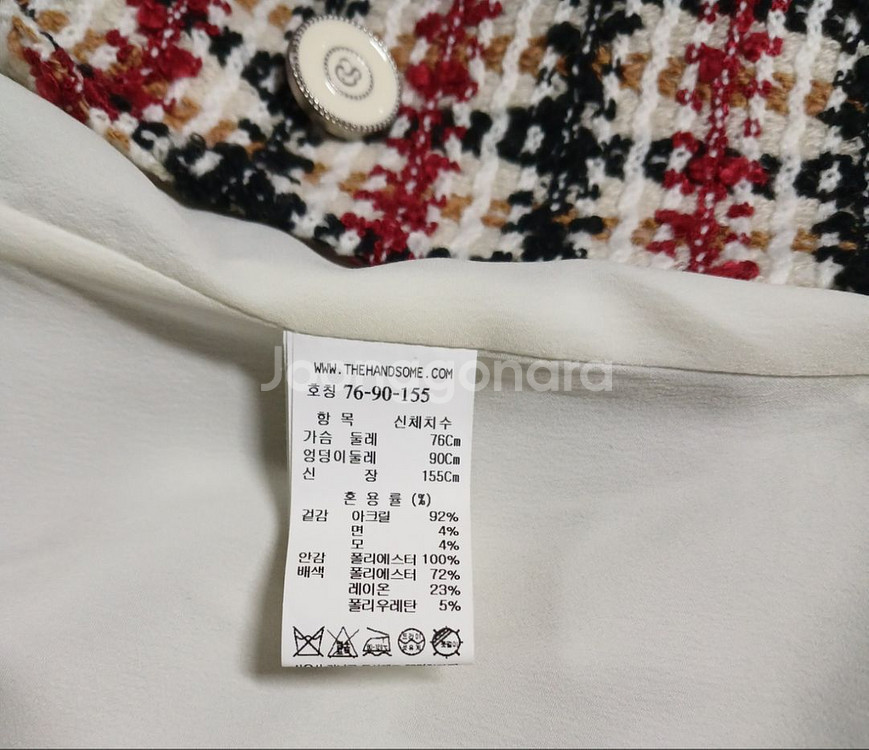 WWW.THEHANDSOME.COM
Joonggonara
호칭 76-90-155
항 목 신체치수
가슴 둘레 76Cm
엉덩이둘레 90Cm
신 장 155Cm
혼 용 률 (%)
겉감 아크릴 92%
면 4%
모 4%
안감 폴리에스터 100%
배색 폴리에스터 72%
레이온 23%
폴리우레탄 5%